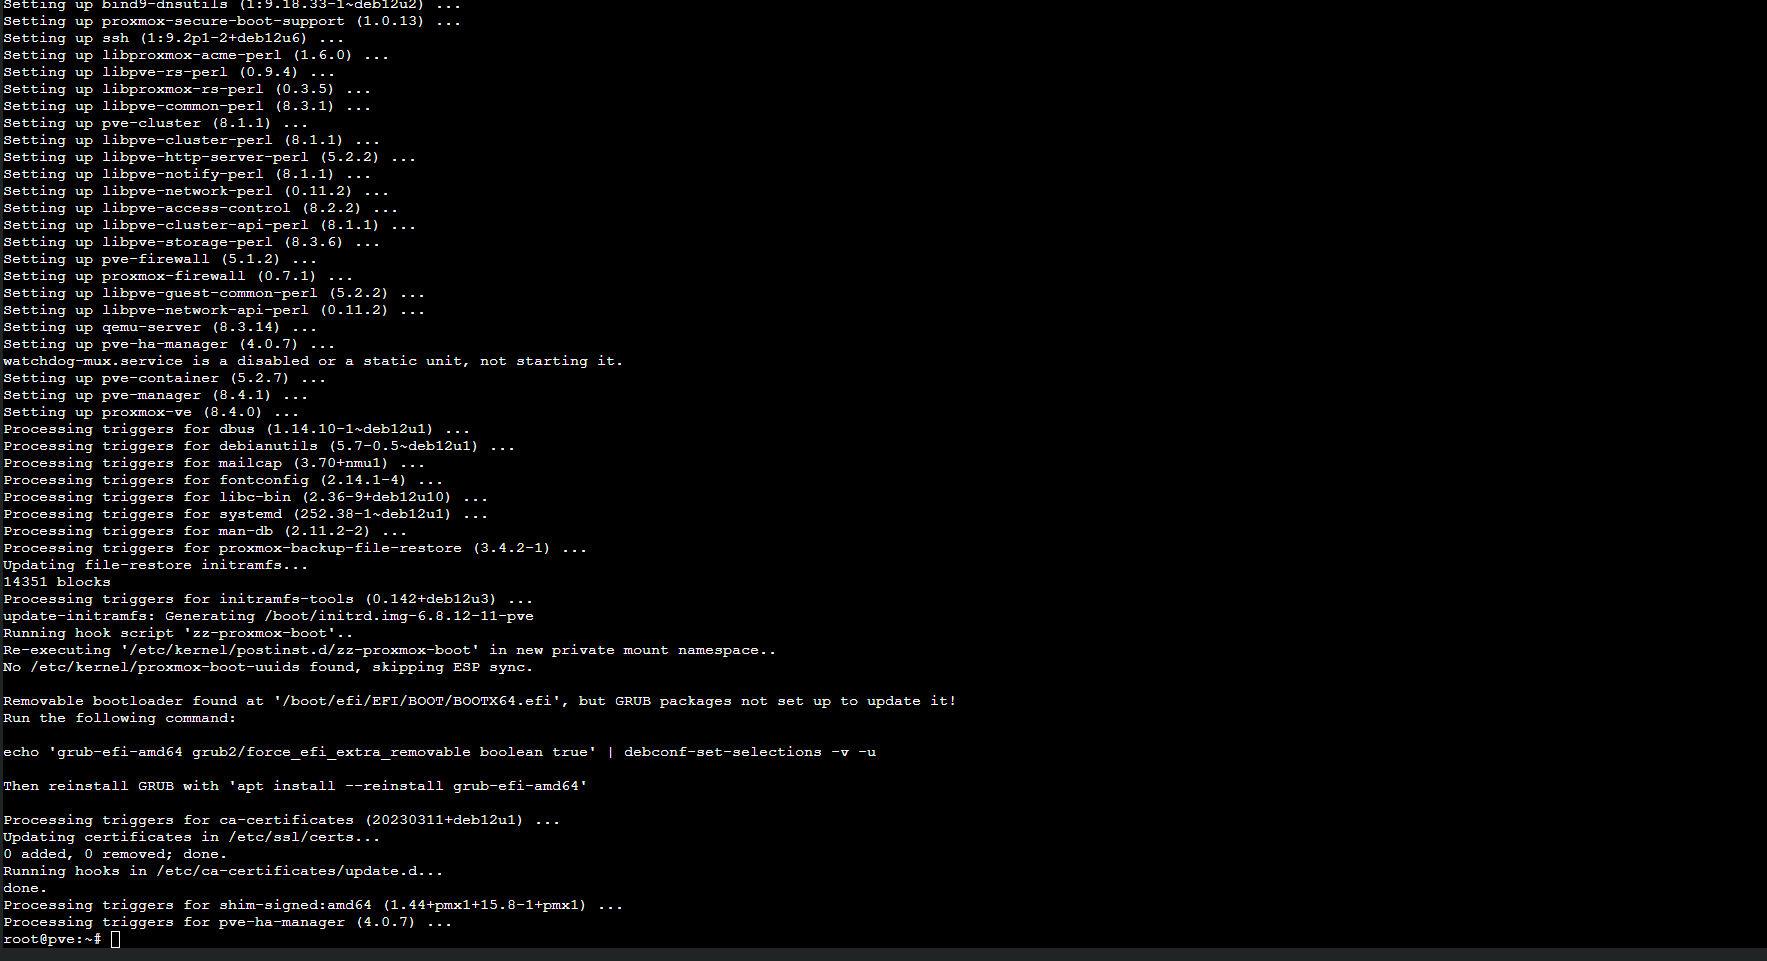 Setting up bind9-dnsutils (1:9.18.33-1~deb12u2) ...
Setting up proxmox-secure-boot-support (1.0.13) ...
Setting up ssh (1:9.2p1-2+deb12u6) ...
Setting up libproxmox-acme-perl (1.6.0) ...
Setting up libpve-rs-perl (0.9.4) ...
Setting up libproxmox-rs-perl (0.3.5) ...
Setting up libpve-common-perl (8.3.1) ...
Setting up pve-cluster (8.1.1) ...
Setting up libpve-cluster-perl (8.1.1) ...
Setting up libpve-http-server-perl (5.2.2) ...
Setting up libpve-notify-perl (8.1.1) ...
Setting up libpve-network-perl (0.11.2) ...
Setting up libpve-access-control (8.2.2) ...
Setting up libpve-cluster-api-perl (8.1.1) ...
Setting up libpve-storage-perl (8.3.6) ...
Setting up pve-firewall (5.1.2) ...
Setting up proxmox-firewall (0.7.1) ...
Setting up libpve-guest-common-perl (5.2.2) ...
Setting up libpve-network-api-perl (0.11.2) ...
Setting up qemu-server (8.3.14) ...
Setting up pve-ha-manager (4.0.7) ...
watchdog-mux.service is a disabled or a static unit, not starting it.
Setting up pve-container (5.2.7) ...
Setting up pve-manager (8.4.1) ...
Setting up proxmox-ve (8.4.0) ...
Processing triggers for dbus (1.14.10-1~deb12u1) ...
Processing triggers for debianutils (5.7-0.5~deb12u1) ...
Processing triggers for mailcap (3.70+nmu1) ...
Processing triggers for fontconfig (2.14.1-4) ...
Processing triggers for libc-bin (2.36-9+deb12u10) ...
Processing triggers for systemd (252.38-1~deb12u1) ...
Processing triggers for man-db (2.11.2-2) ...
Processing triggers for proxmox-backup-file-restore (3.4.2-1) ...
Updating file-restore initramfs...
14351 blocks
Processing triggers for initramfs-tools (0.142+deb12u3) ...
update-initramfs: Generating /boot/initrd.img-6.8.12-11-pve
Running hook script 'zz-proxmox-boot'..
Re-executing '/etc/kernel/postinst.d/zz-proxmox-boot' in new private mount namespace..
No /etc/kernel/proxmox-boot-uuids found, skipping ESP sync.
Removable bootloader found at '/boot/efi/EFI/BOOT/BOOTX64.efi', but GRUB packages not set up to update it!
Run the following command:
echo 'grub-efi-amd64 grub2/force_efi_extra_removable boolean true' | debconf-set-selections -v -u
Then reinstall GRUB with 'apt install --reinstall grub-efi-amd64'
Processing triggers for ca-certificates (20230311+deb12u1) ...
Updating certificates in /etc/ssl/certs...
0 added, 0 removed; done.
Running hooks in /etc/ca-certificates/update.d...
done.
Processing triggers for shim-signed:amd64 (1.44+pmx1+15.8-1+pmx1) ...
Processing triggers for pve-ha-manager (4.0.7) ...
root@pve:~#